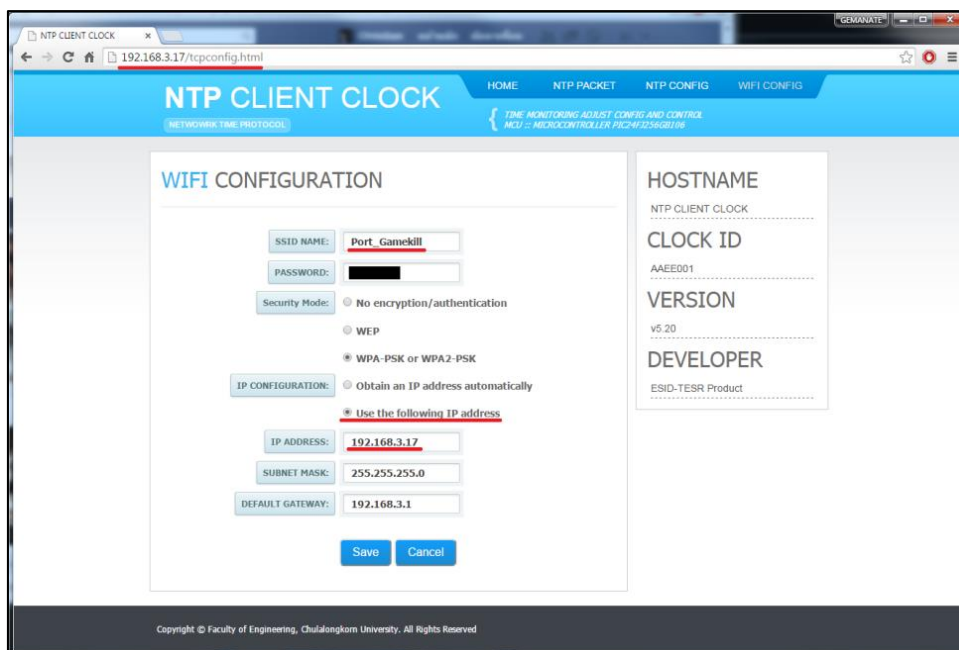 GEMANATE
NTP CLIENT CLOCK
192.168.3.17/tcpconfig.html
NTP CLIENT CLOCK
NETWOWRK TIME PROTOCOL
HOME NTP PACKET NTP CONFIG WIFI CONFIG
{ TIME MONITORING ADJUST CONFIG AND CONTROL
MCU :: MICROCONTROLLER PIC24FJ256GB106
WIFI CONFIGURATION
SSID NAME: Port_Gamekill
PASSWORD:
Security Mode: No encryption/authentication
WEP
WPA-PSK or WPA2-PSK
IP CONFIGURATION: Obtain an IP address automatically
Use the following IP address
IP ADDRESS: 192.168.3.17
SUBNET MASK: 255.255.255.0
DEFAULT GATEWAY: 192.168.3.1
Save Cancel
HOSTNAME
NTP CLIENT CLOCK
CLOCK ID
AAEE001
VERSION
v5.20
DEVELOPER
ESID-TESR Product
Copyright © Faculty of Engineering, Chulalongkorn University. All Rights Reserved